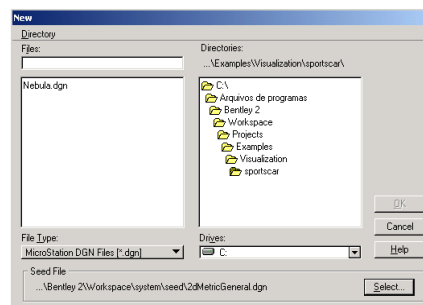 New
Directory
Files:
Directories:
...\Examples\Visualization\sportscar\
Nebula.dgn
C:\
Arquivos de programas
Bentley 2
Workspace
Projects
Examples
Visualization
sportscar
OK
Cancel
File Type:
Drives:
Help
MicroStation DGN Files [*.dgn]
C:
Seed File
...\Bentley 2\Workspace\system\seed\2dMetricGeneral.dgn
Select...